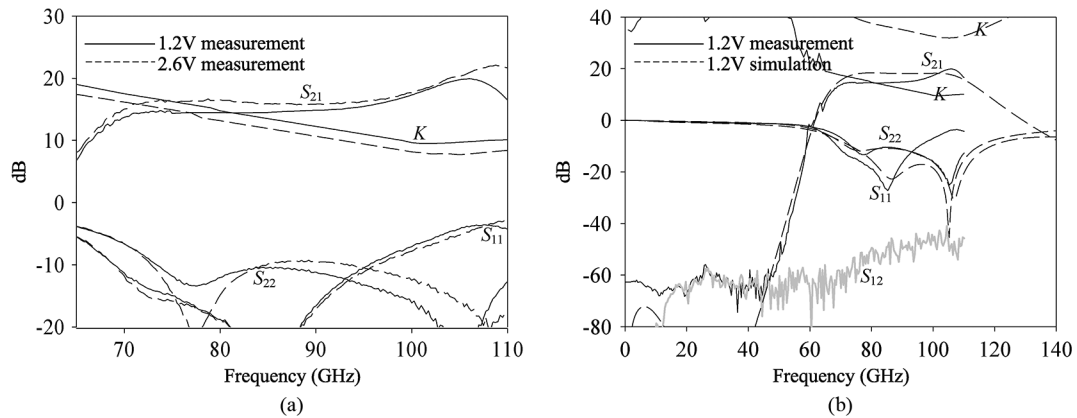 30
20
10
0
-10
-20
dB
1.2V measurement
2.6V measurement
S21
K
S22
S11
70 80 90 100 110
Frequency (GHz)
(a)
40
20
0
-20
-40
-60
-80
dB
1.2V measurement
1.2V simulation
K
S21
K
S22
S11
S12
0 20 40 60 80 100 120 140
Frequency (GHz)
(b)